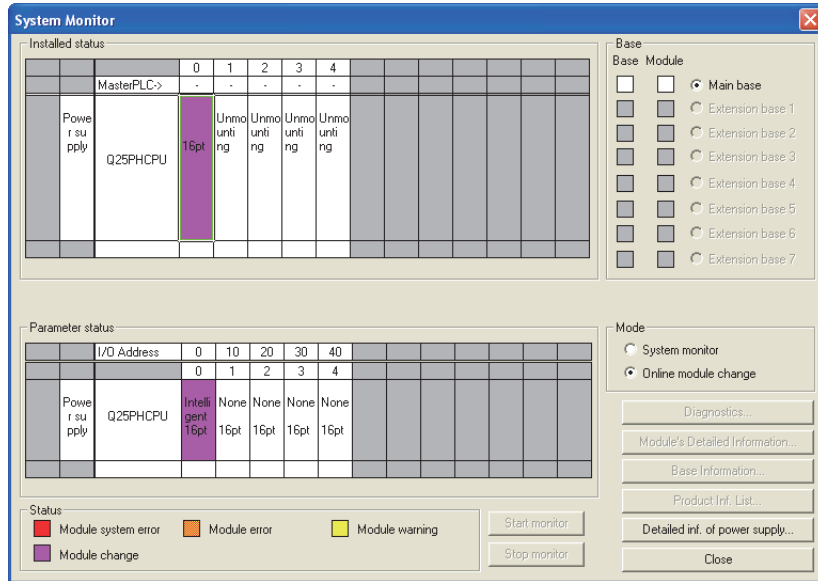 System Monitor
Installed status
0 1 2 3 4
MasterPLC-> - - - - -
Powe Unmo Unmo Unmo Unmo
r su unti unti unti unti
pply Q25PHCPU 16pt ng ng ng ng
Base
Base Module
Main base
Extension base 1
Extension base 2
Extension base 3
Extension base 4
Extension base 5
Extension base 6
Extension base 7
Parameter status
I/O Address 0 10 20 30 40
0 1 2 3 4
Powe Intelli None None None None
r su Q25PHCPU gent
pply 16pt 16pt 16pt 16pt 16pt
Mode
System monitor
Online module change
Diagnostics...
Module's Detailed Information...
Base Information...
Product Inf. List...
Detailed inf. of power supply...
Close
Status
Module system error Module error Module warning
Module change
Start monitor
Stop monitor